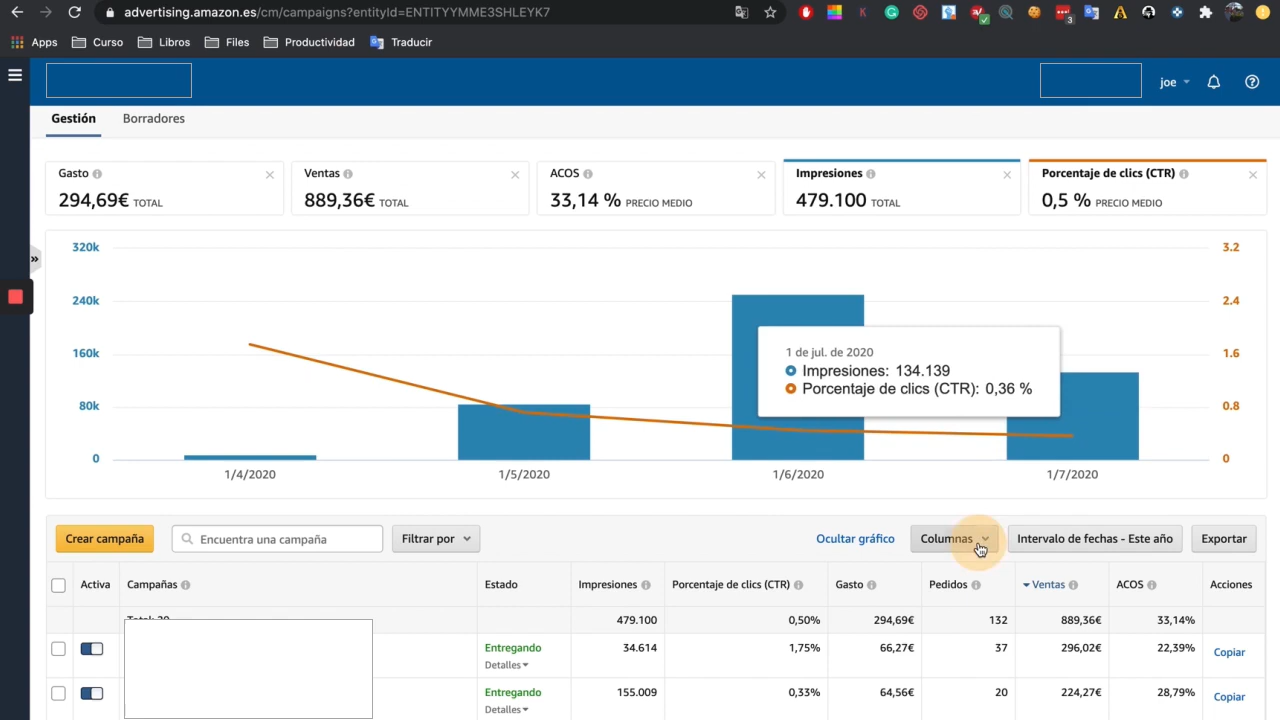 advertising.amazon.es/cm/campaigns?entityId=ENTITYYMME3SHLEYK7
3
Apps Curso Libros Files Productividad Traducir
joe
Gestión Borradores
Gasto Ventas ACOS Impresiones Porcentaje de clics (CTR)
294,69€ TOTAL 889,36€ TOTAL 33,14 % PRECIO MEDIO 479.100 TOTAL 0,5 % PRECIO MEDIO
320k 3.2
240k 2.4
160k 1.6
80k 0.8
0 0
1 de jul. de 2020
Impresiones: 134.139
Porcentaje de clics (CTR): 0,36 %
1/4/2020 1/5/2020 1/6/2020 1/7/2020
Crear campaña Encuentra una campaña Filtrar por Ocultar gráfico Columnas Intervalo de fechas - Este año Exportar
Activa Campañas Estado Impresiones Porcentaje de clics (CTR) Gasto Pedidos Ventas ACOS Acciones
479.100 0,50% 294,69€ 132 889,36€ 33,14%
Entregando 34.614 1,75% 66,27€ 37 296,02€ 22,39% Copiar
Detalles
Entregando 155.009 0,33% 64,56€ 20 224,27€ 28,79% Copiar
Detalles